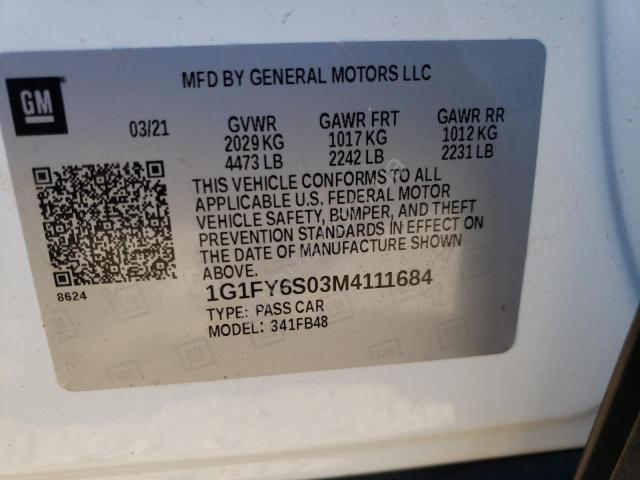 GM
MFD BY GENERAL MOTORS LLC
03/21 GVWR GAWR FRT GAWR RR
2029 KG 1017 KG 1012 KG
4473 LB 2242 LB 2231 LB
THIS VEHICLE CONFORMS TO ALL
APPLICABLE U.S. FEDERAL MOTOR
VEHICLE SAFETY, BUMPER, AND THEFT
PREVENTION STANDARDS IN EFFECT ON
THE DATE OF MANUFACTURE SHOWN
ABOVE.
8624
1G1FY6S03M4111684
TYPE: PASS CAR
MODEL: 341FB48